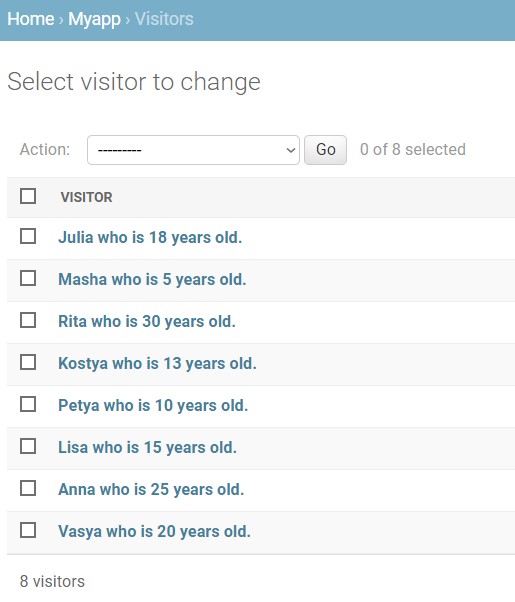 Home › Myapp › Visitors
Select visitor to change
Action: --------- Go 0 of 8 selected
VISITOR
Julia who is 18 years old.
Masha who is 5 years old.
Rita who is 30 years old.
Kostya who is 13 years old.
Petya who is 10 years old.
Lisa who is 15 years old.
Anna who is 25 years old.
Vasya who is 20 years old.
8 visitors